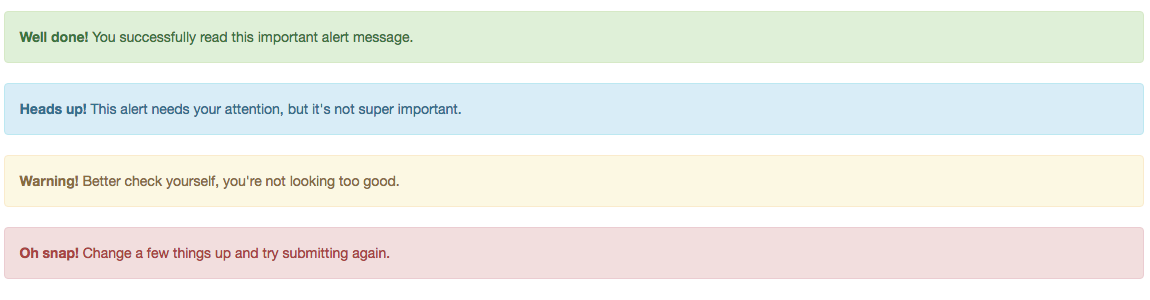 Well done! You successfully read this important alert message.
Heads up! This alert needs your attention, but it's not super important.
Warning! Better check yourself, you're not looking too good.
Oh snap! Change a few things up and try submitting again.